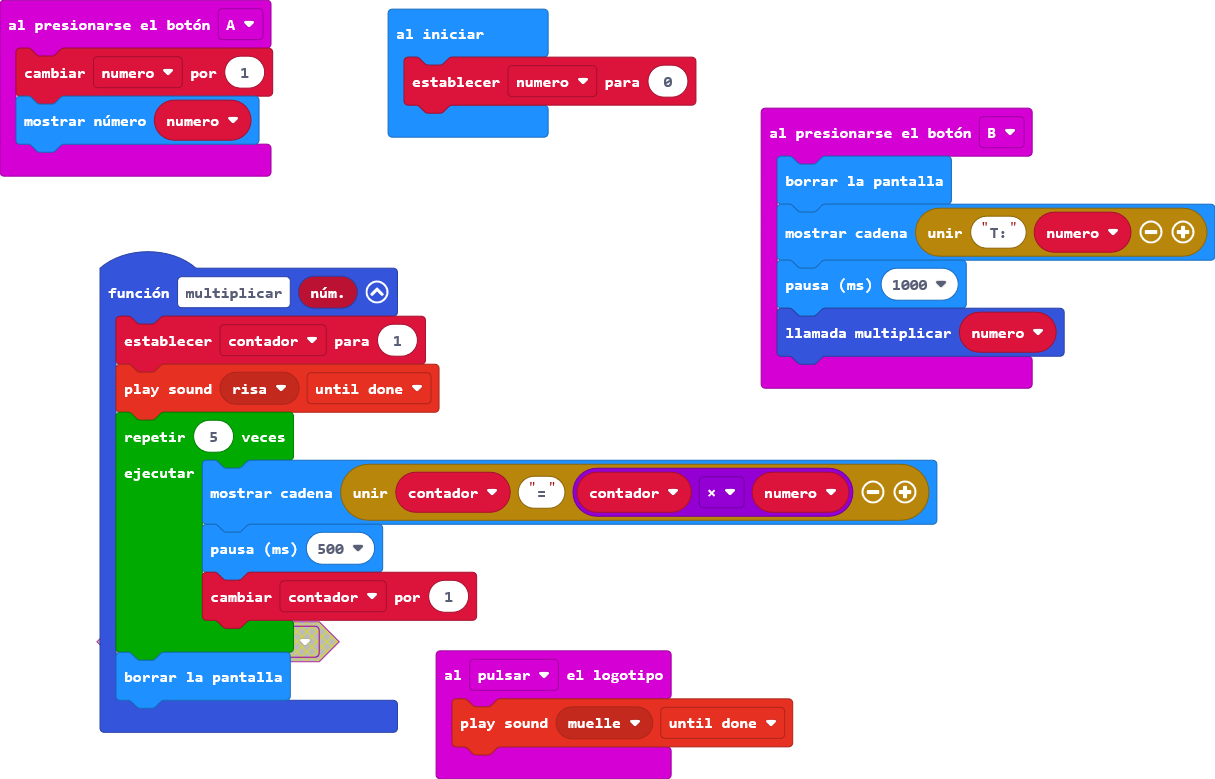 al presionarse el botón A
cambiar numero por 1
mostrar número numero
al iniciar
establecer numero para 0
al presionarse el botón B
borrar la pantalla
mostrar cadena unir "T:" numero
pausa (ms) 1000
llamada multiplicar numero
función multiplicar núm.
establecer contador para 1
play sound risa until done
repetir 5 veces
ejecutar
mostrar cadena unir contador "=" contador × numero
pausa (ms) 500
cambiar contador por 1
borrar la pantalla
al pulsar el logotipo
play sound muelle until done